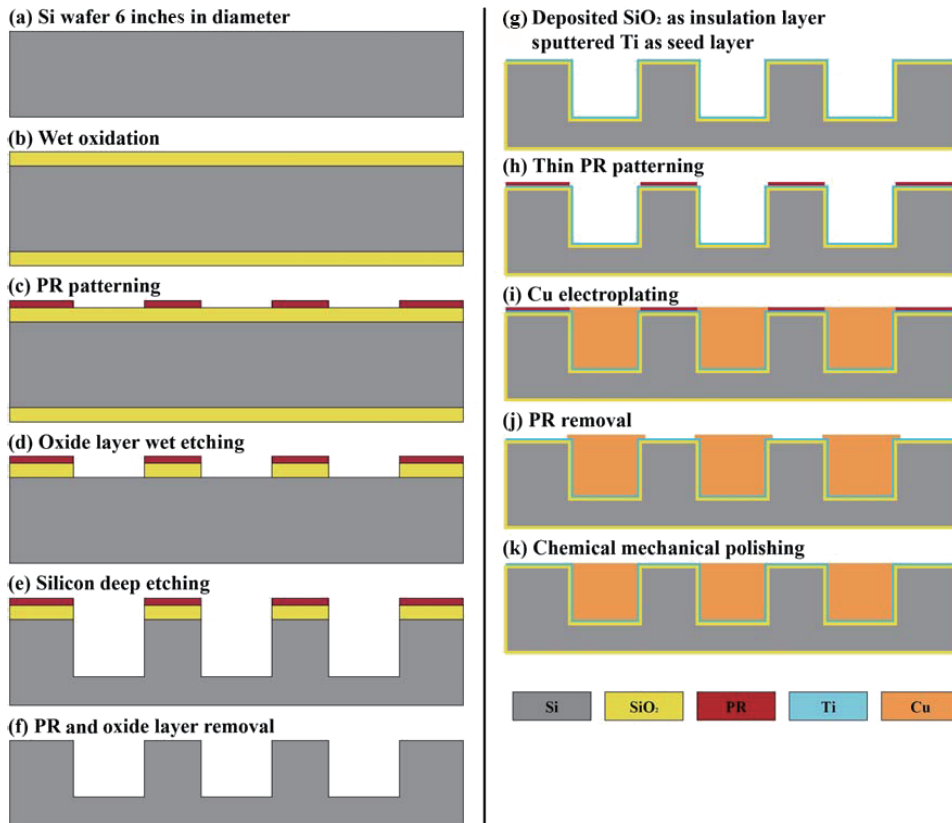 (a) Si wafer 6 inches in diameter
(b) Wet oxidation
(c) PR patterning
(d) Oxide layer wet etching
(e) Silicon deep etching
(f) PR and oxide layer removal
(g) Deposited SiO₂ as insulation layer
sputtered Ti as seed layer
(h) Thin PR patterning
(i) Cu electroplating
(j) PR removal
(k) Chemical mechanical polishing
Si
SiO₂
PR
Ti
Cu